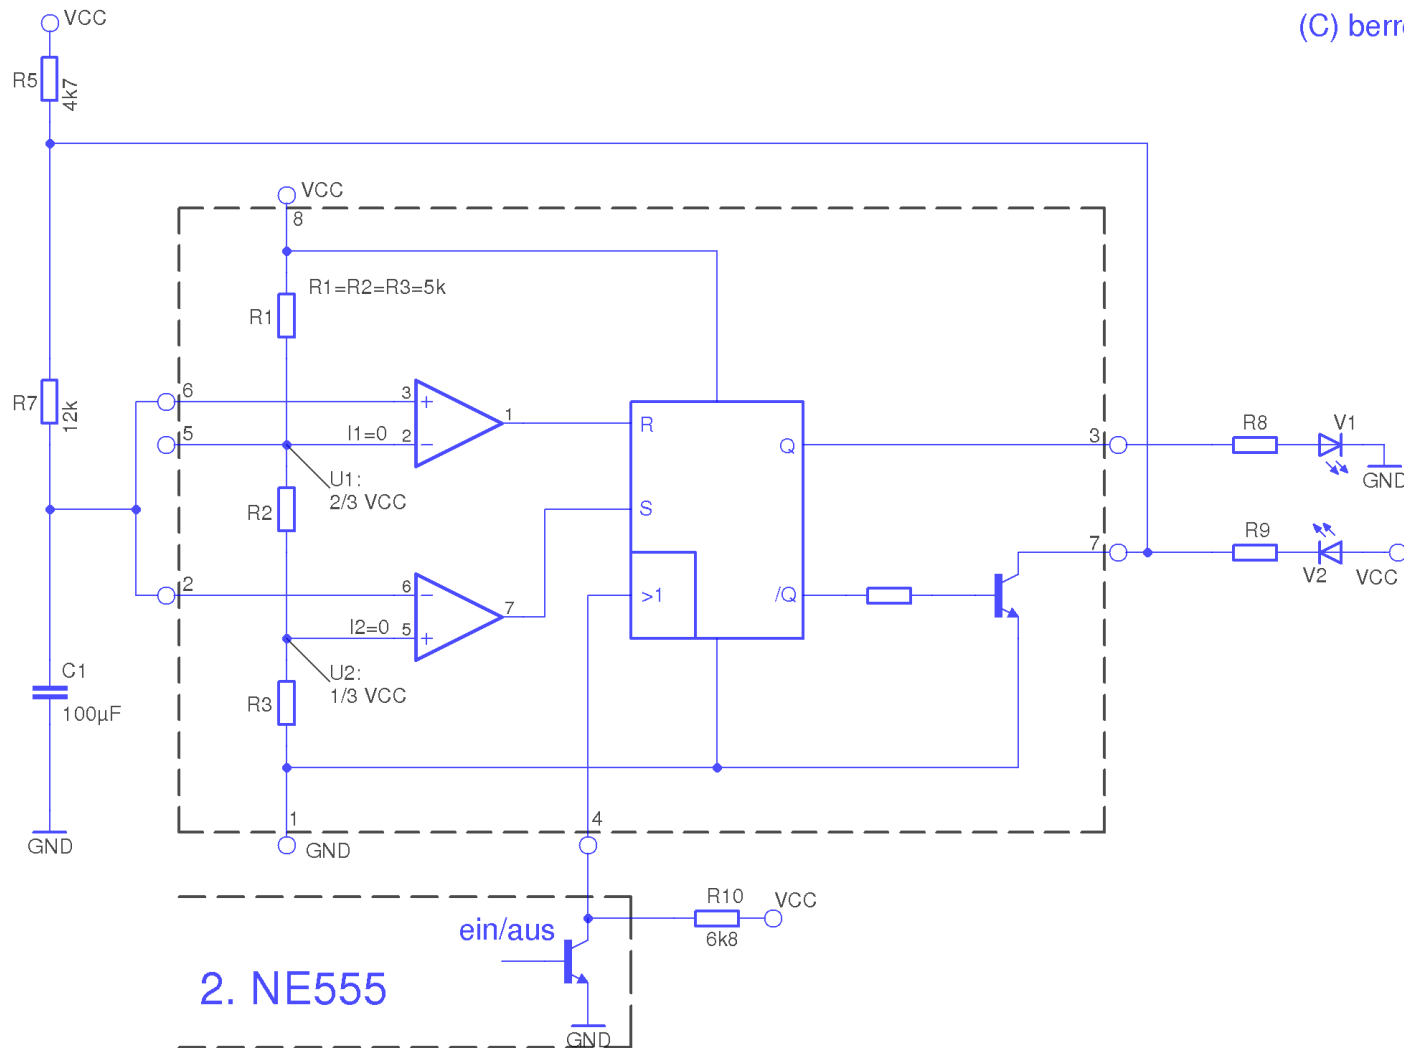 VCC
(C) berr
R5
4k7
VCC
8
R1=R2=R3=5k
R1
R7
12k
6
3
+
1
R
5
I1=0
2
−
Q
3
R8
V1
GND
U1:
2/3 VCC
R2
S
7
R9
V2
VCC
2
6
−
7
>1
/Q
I2=0
5
+
U2:
1/3 VCC
C1
100µF
R3
GND
1
GND
4
R10
VCC
6k8
ein/aus
2. NE555
GND